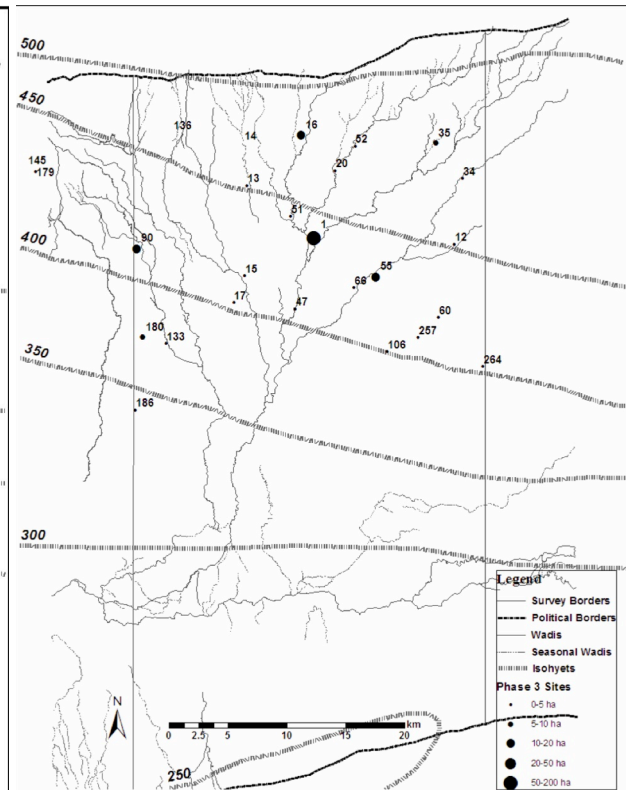 500
450
136
14
16
52
35
145
179
13
20
34
51
1
12
90
400
15
55
66
17
47
60
180
133
257
106
264
350
186
300
Legend
Survey Borders
Political Borders
Wadis
Seasonal Wadis
Isohyets
Phase 3 Sites
0-5 ha
5-10 ha
10-20 ha
20-50 ha
50-200 ha
N
0 2.5 5 10 15 20 km
250